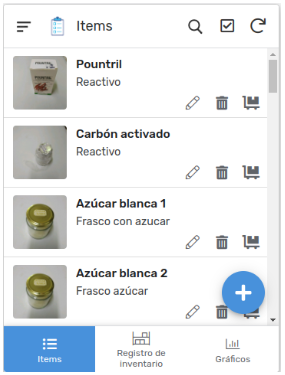 Items
Pountril
Reactivo
Carbón activado
Reactivo
Azúcar blanca 1
Frasco con azucar
Azúcar blanca 2
Frasco azúcar
Items
Registro de
inventario
Gráficos